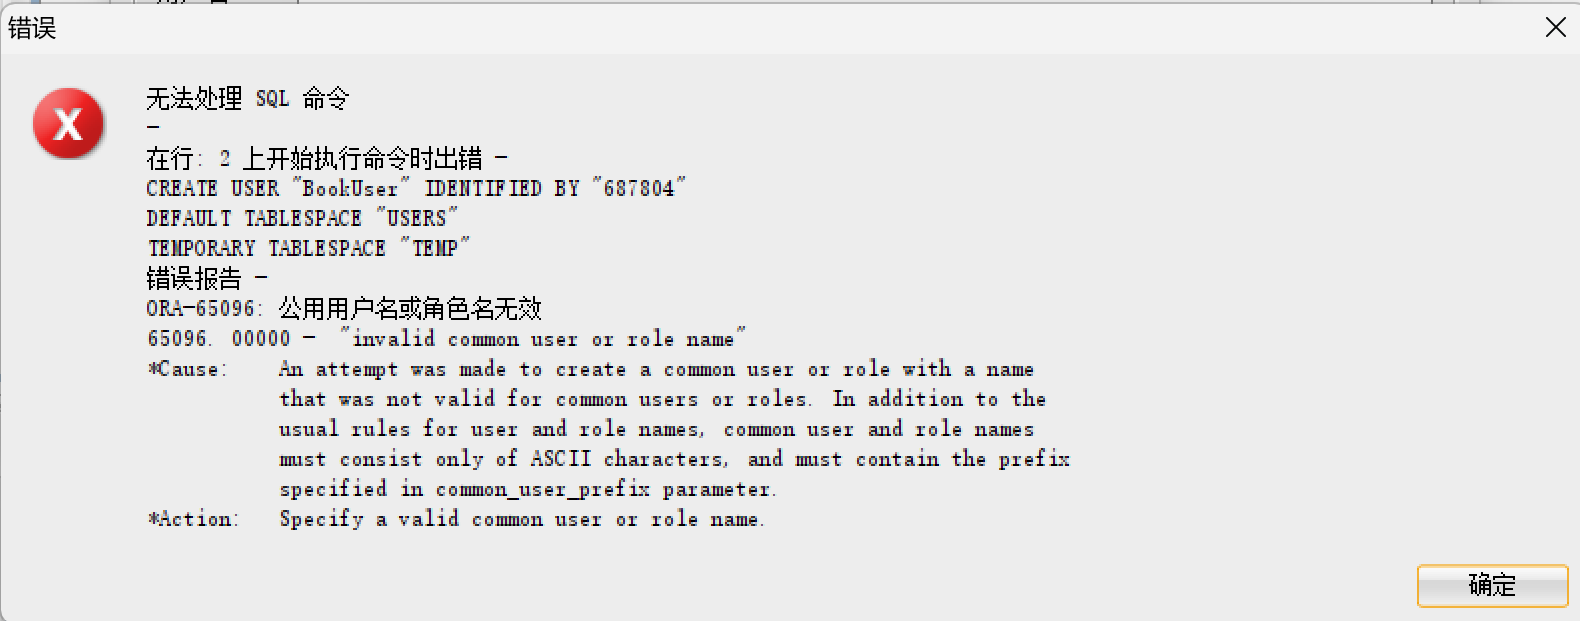 错误
无法处理 SQL 命令
-
在行: 2 上开始执行命令时出错 -
CREATE USER "BookUser" IDENTIFIED BY "687804"
DEFAULT TABLESPACE "USERS"
TEMPORARY TABLESPACE "TEMP"
错误报告 -
ORA-65096: 公用用户名或角色名无效
65096. 00000 -  "invalid common user or role name"
*Cause:    An attempt was made to create a common user or role with a name
that was not valid for common users or roles. In addition to the
usual rules for user and role names, common user and role names
must consist only of ASCII characters, and must contain the prefix
specified in common_user_prefix parameter.
*Action:   Specify a valid common user or role name.
确定